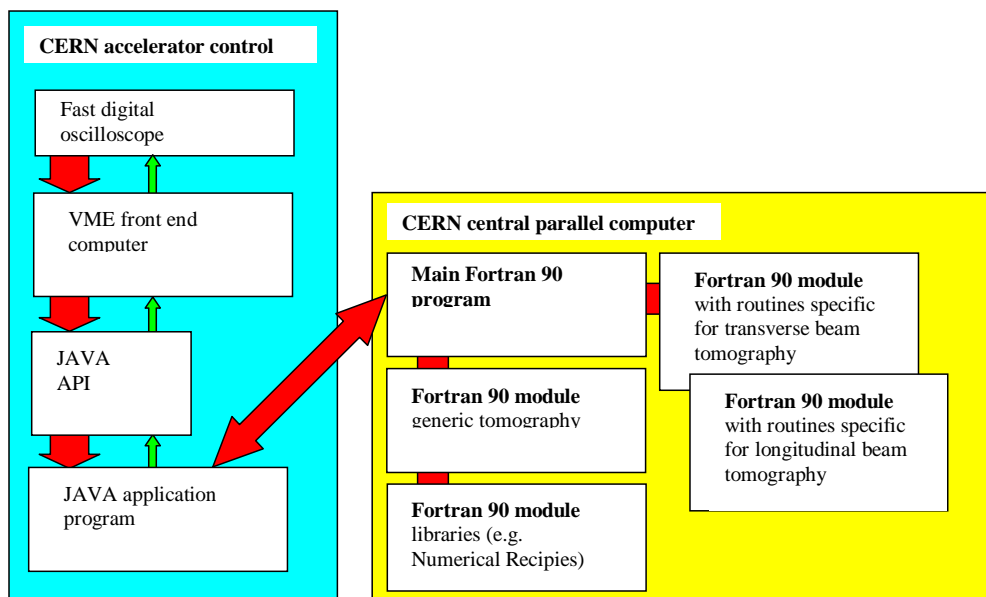 CERN accelerator control
Fast digital
oscilloscope
VME front end
computer
JAVA
API
JAVA application
program
CERN central parallel computer
Main Fortran 90
program
Fortran 90 module
generic tomography
Fortran 90 module
libraries (e.g.
Numerical Recipies)
Fortran 90 module
with routines specific
for transverse beam
tomography
Fortran 90 module
with routines specific
for longitudinal beam
tomography